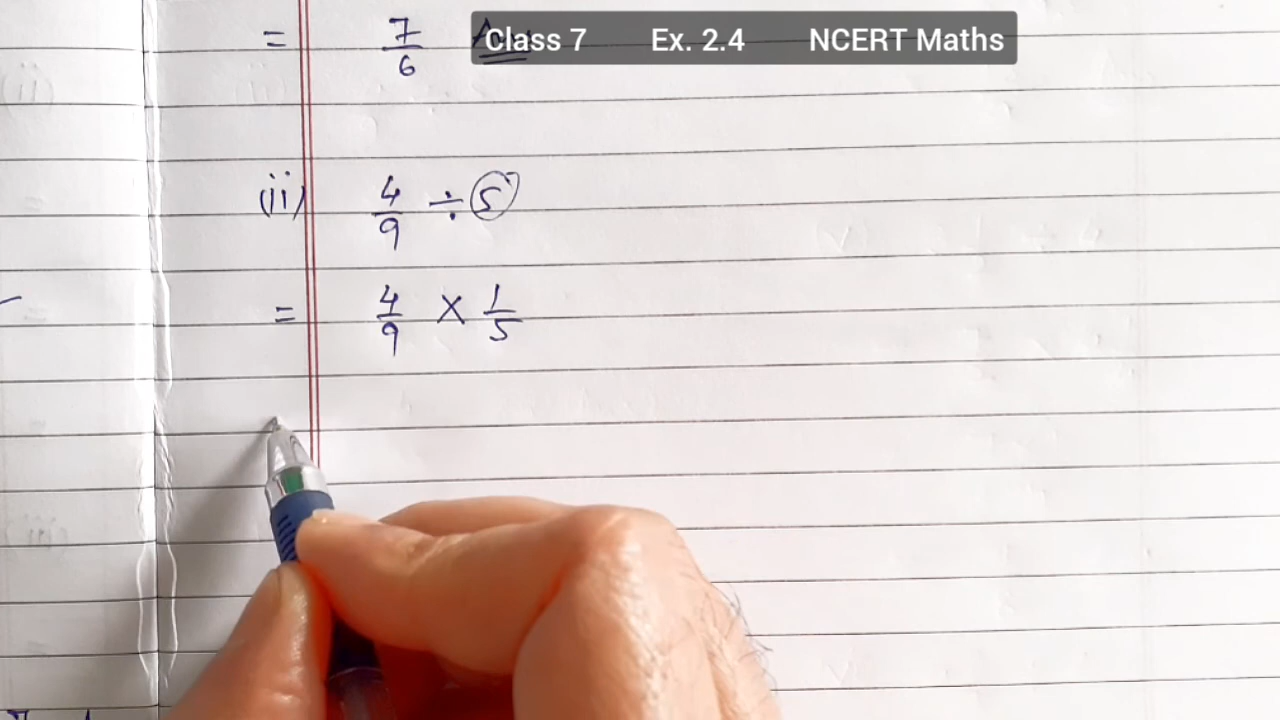 Class 7 Ex. 2.4 NCERT Maths
= 7/6
(ii) 4/9 ÷ 5
= 4/9 × 1/5